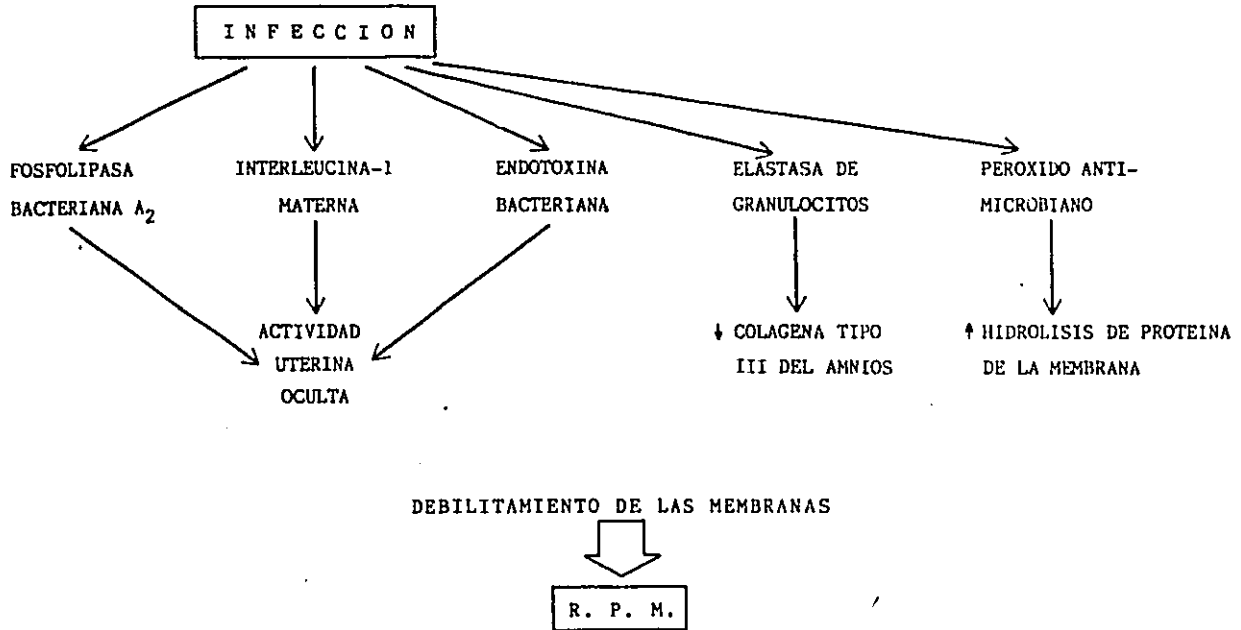 INFECCION
FOSFOLIPASA
BACTERIANA A2
INTERLEUCINA-1
MATERNA
ENDOTOXINA
BACTERIANA
ELASTASA DE
GRANULOCITOS
PEROXIDO ANTI-
MICROBIANO
ACTIVIDAD
UTERINA
OCULTA
↓ COLAGENA TIPO
III DEL AMNIOS
↑ HIDROLISIS DE PROTEINA
DE LA MEMBRANA
DEBILITAMIENTO DE LAS MEMBRANAS
R. P. M.